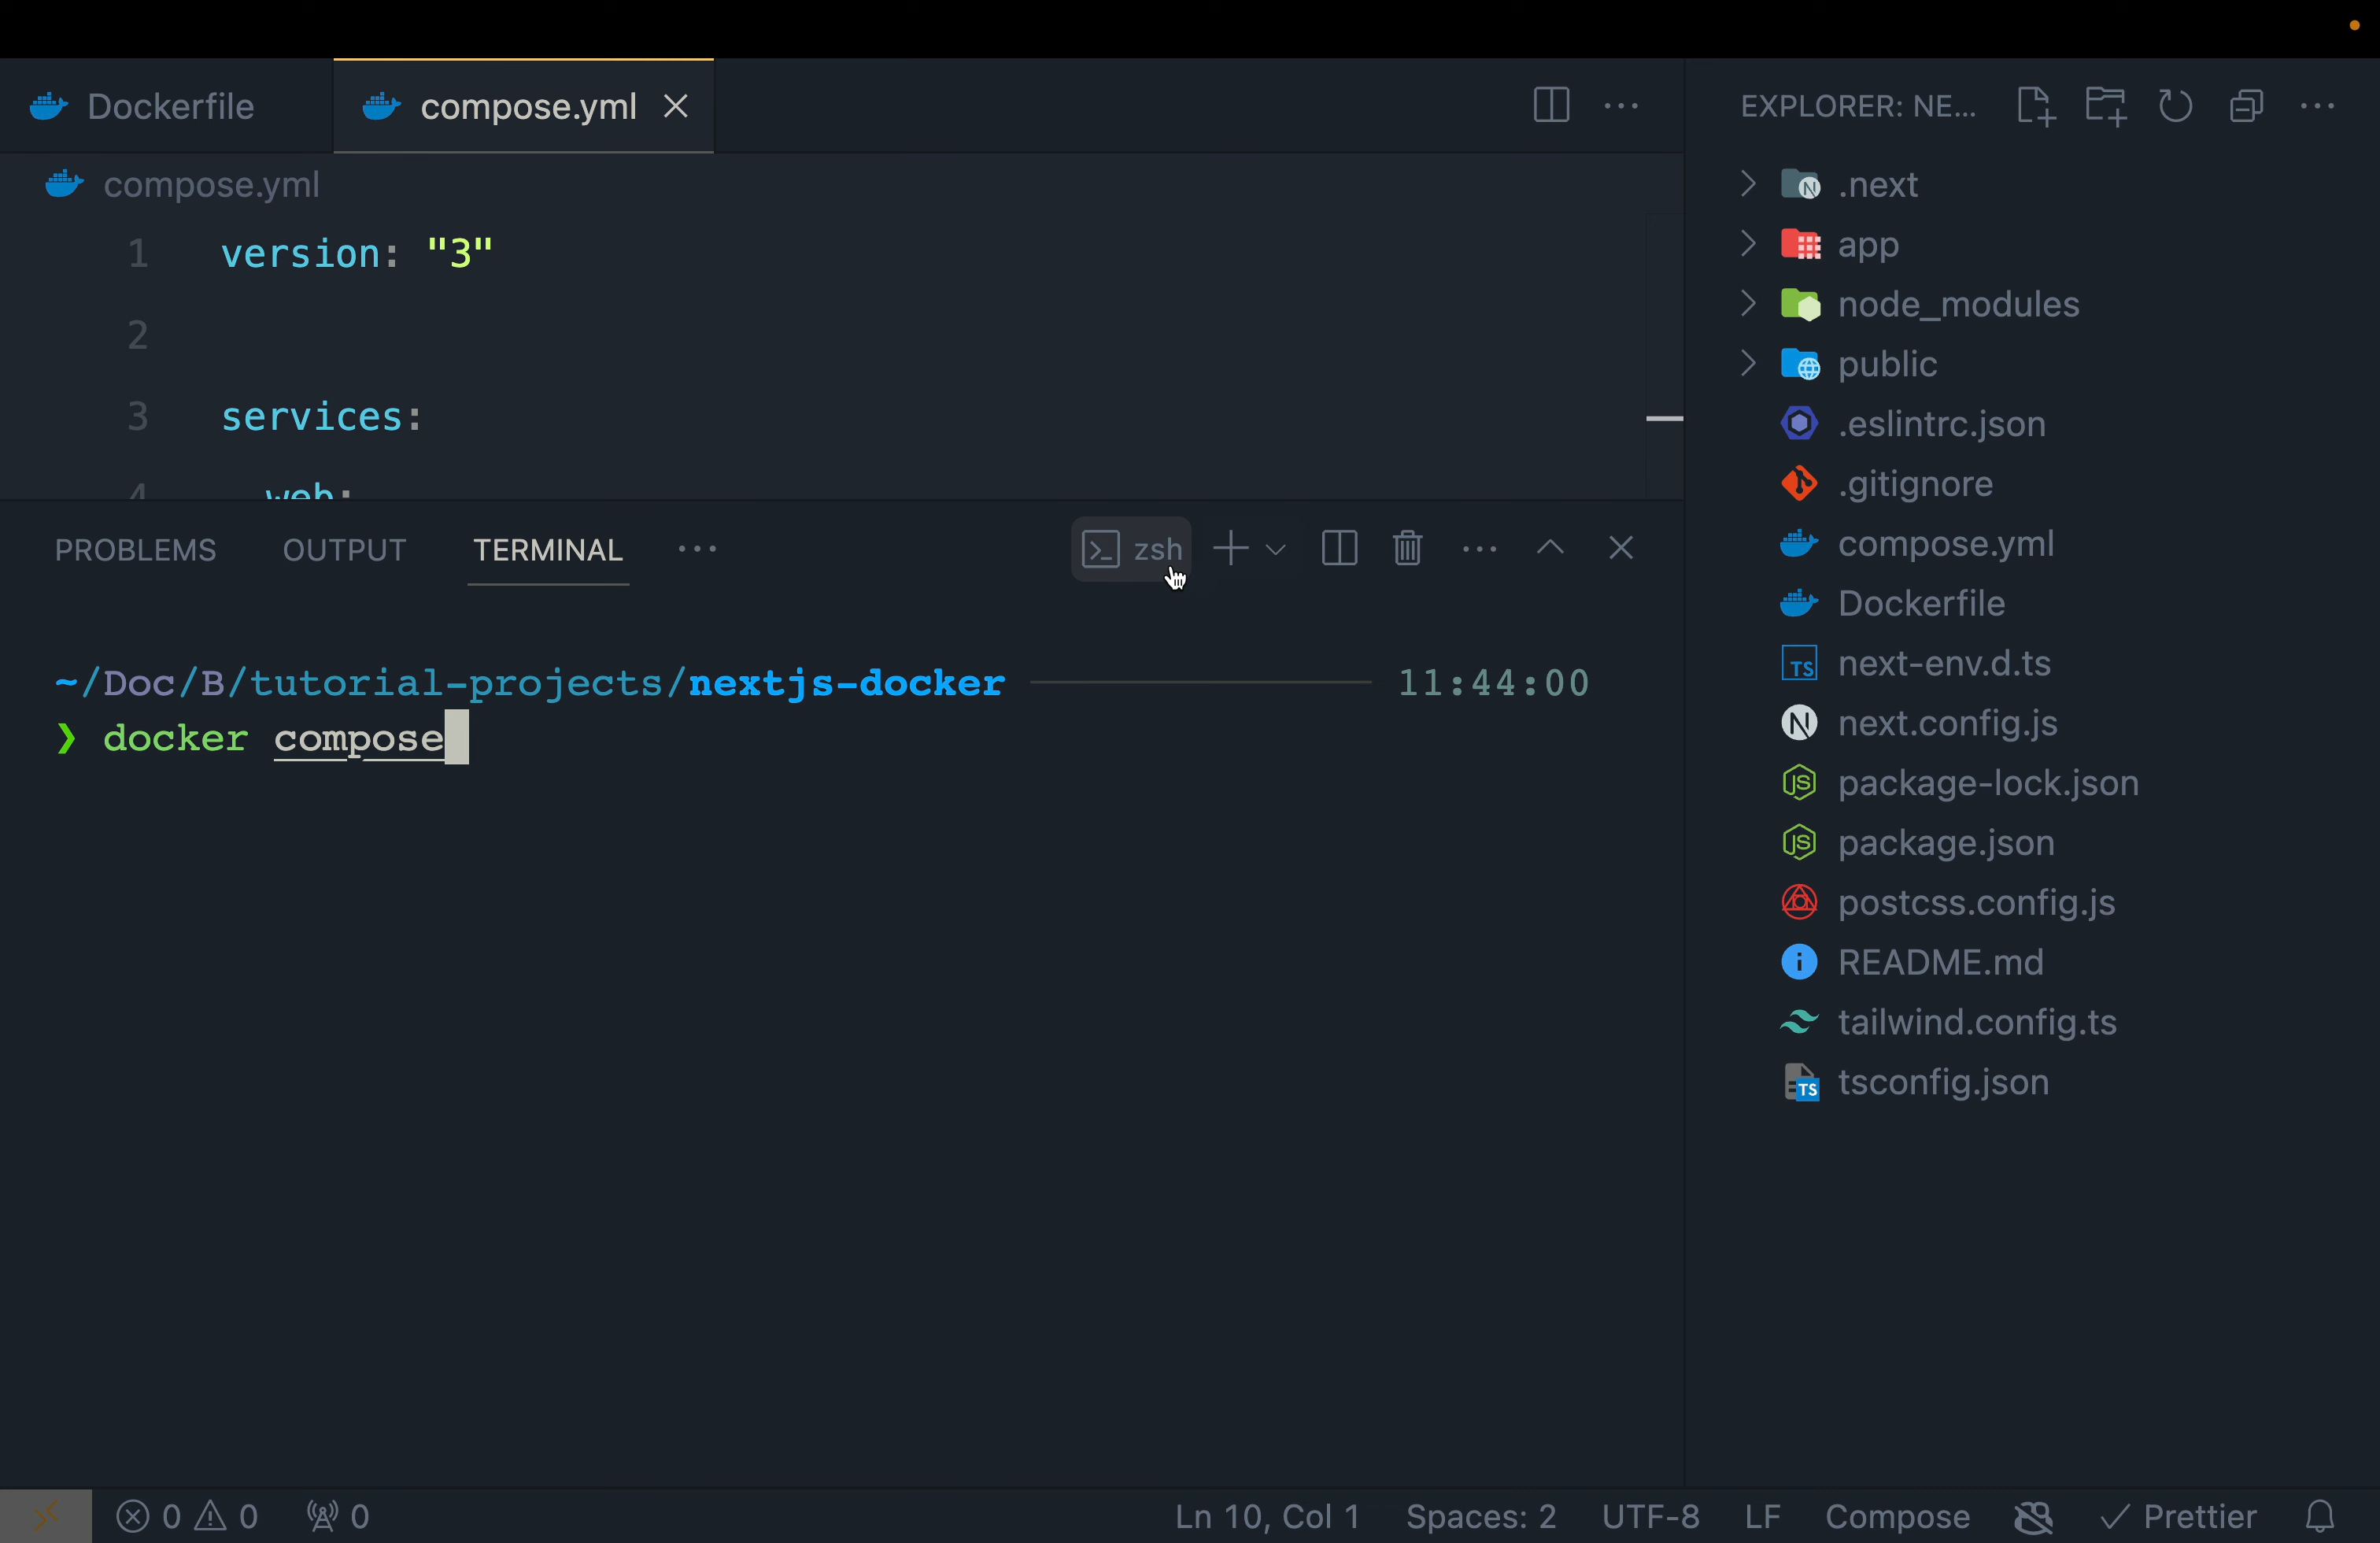 Dockerfile
compose.yml
compose.yml
1 version: "3"
2
3 services:
4 web:
PROBLEMS OUTPUT TERMINAL
zsh
~/Doc/B/tutorial-projects/nextjs-docker 11:44:00
❯ docker compose
EXPLORER: NE...
.next
app
node_modules
public
.eslintrc.json
.gitignore
compose.yml
Dockerfile
next-env.d.ts
next.config.js
package-lock.json
package.json
postcss.config.js
README.md
tailwind.config.ts
tsconfig.json
0 0 0 Ln 10, Col 1 Spaces: 2 UTF-8 LF Compose Prettier